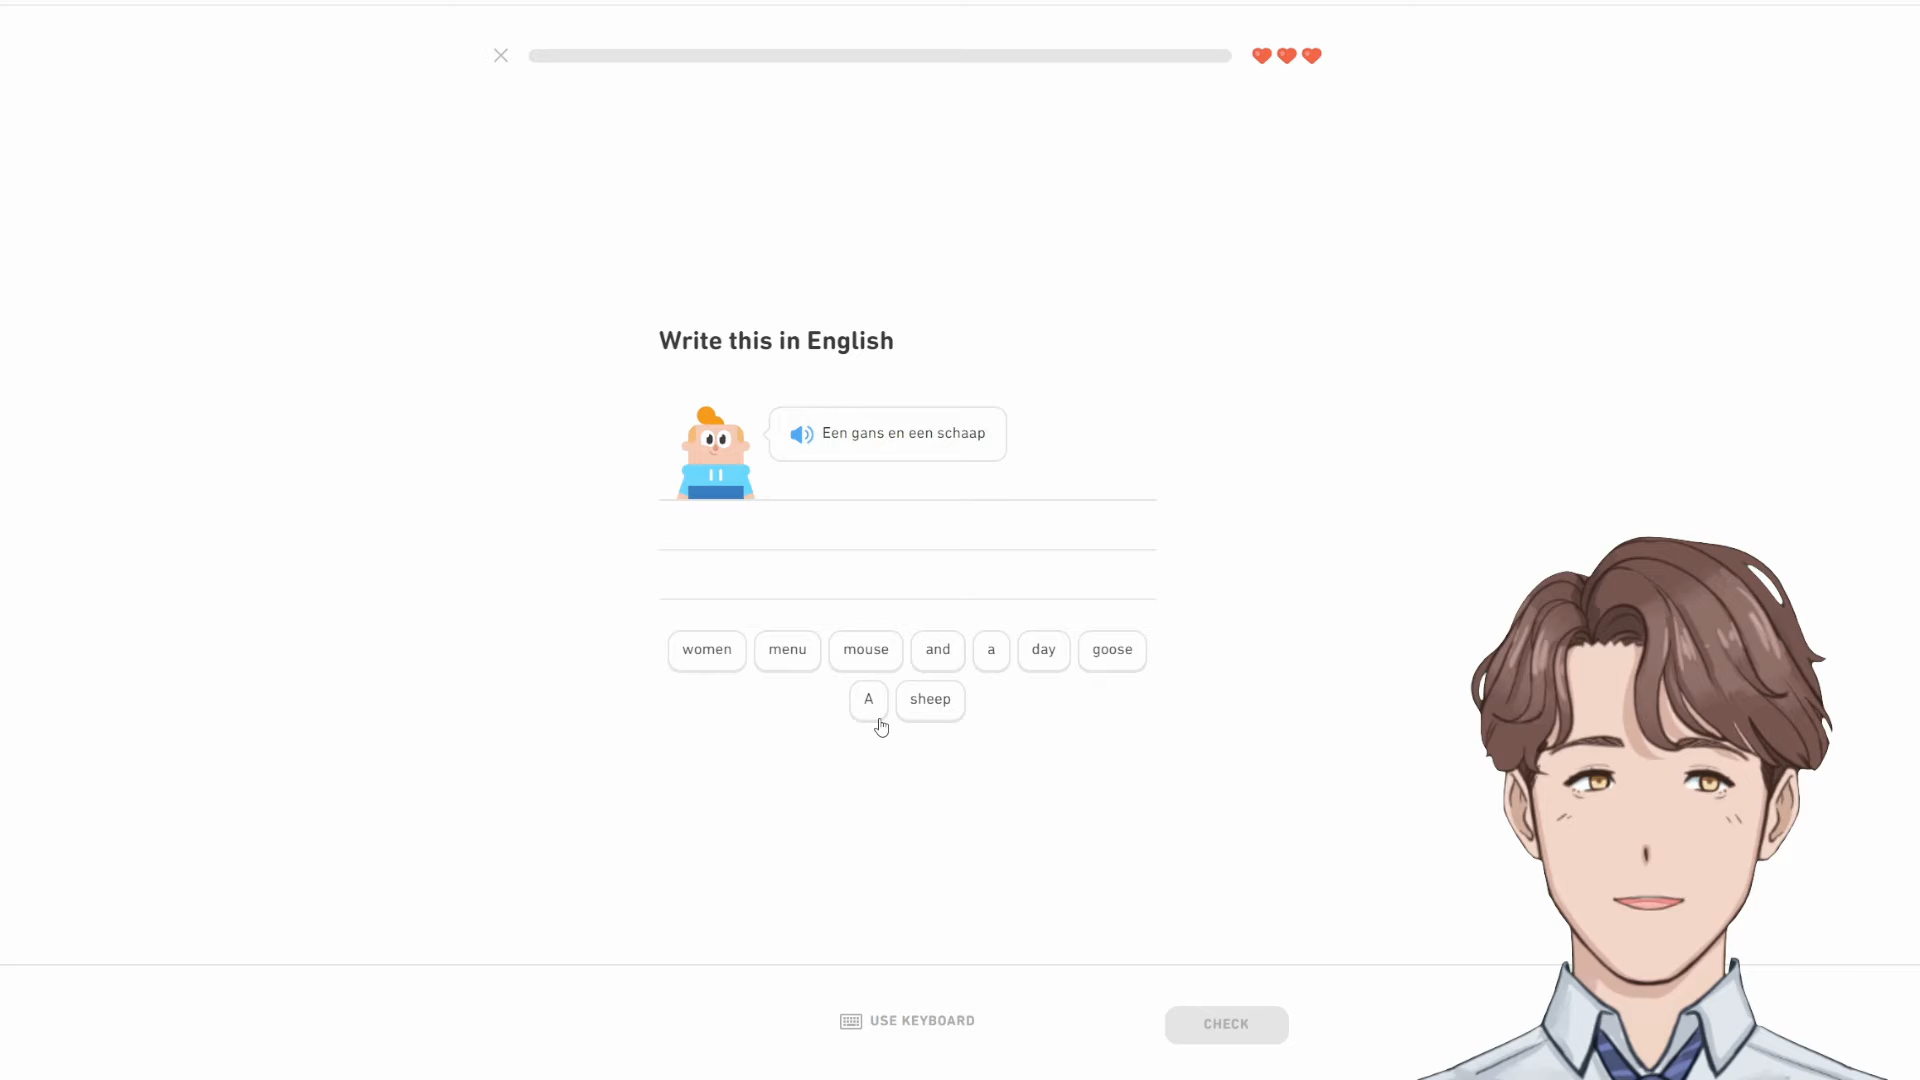 Write this in English
Een gans en een schaap
women menu mouse and a day goose
A sheep
USE KEYBOARD
CHECK